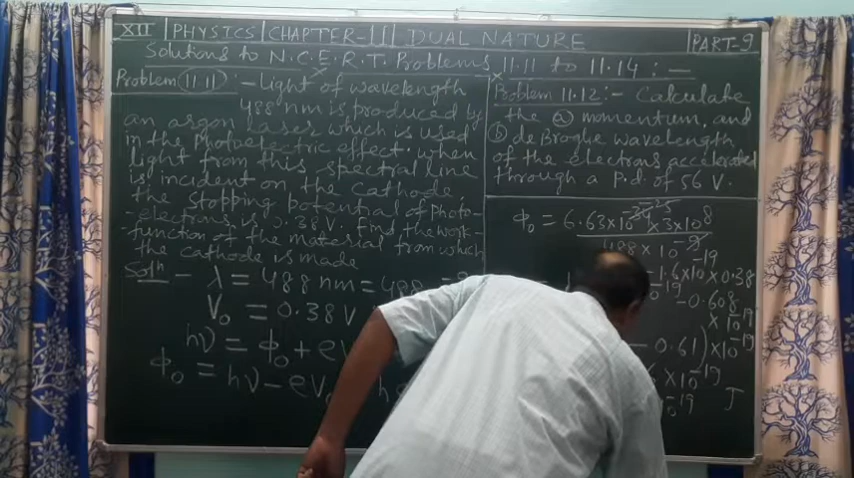 XII | PHYSICS | CHAPTER-11 | DUAL NATURE | PART-9
Solutions to N.C.E.R.T. Problems 11.11 to 11.14 :-
Problem 11.11 :- Light of wavelength
488 nm is produced by
an argon laser which is used
in the Photoelectric effect. When
light from this spectral line
is incident on the cathode,
the stopping potential of photo-
-electrons is 0.38 V. Find the work-
-function of the material from which
the cathode is made
Soln - λ = 488 nm = 488
V₀ = 0.38 V
hν = φ₀ + eV
φ₀ = hν - eV₀
Problem 11.12 :- Calculate
the (a) momentum, and
(b) de Broglie wavelength
of the electrons accelerated
through a P.d. of 56 V.
φ₀ = 6.63×10⁻³⁴ × 3×10⁸
488 × 10⁻⁹
-1.6×10⁻¹⁹ × 0.38
-0.608
× 10⁻¹⁹
- 0.61) × 10⁻¹⁹
× 10⁻¹⁹ J